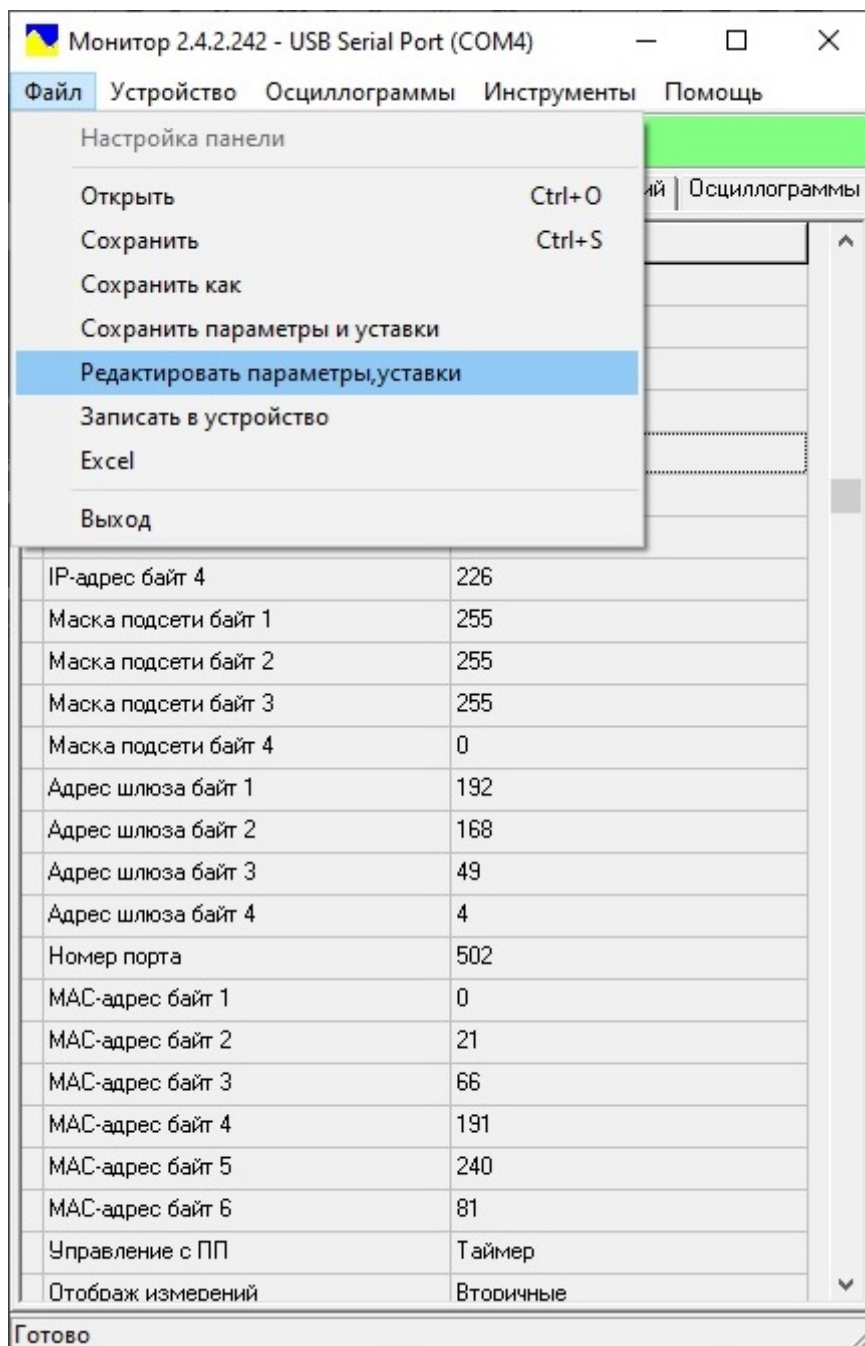 Монитор 2.4.2.242 - USB Serial Port (COM4)
Файл Устройство Осциллограммы Инструменты Помощь
Настройка панели
Осциллограммы
Открыть Ctrl+O
Сохранить Ctrl+S
Сохранить как
Сохранить параметры и уставки
Редактировать параметры,уставки
Записать в устройство
Excel
Выход
IP-адрес байт 4 226
Маска подсети байт 1 255
Маска подсети байт 2 255
Маска подсети байт 3 255
Маска подсети байт 4 0
Адрес шлюза байт 1 192
Адрес шлюза байт 2 168
Адрес шлюза байт 3 49
Адрес шлюза байт 4 4
Номер порта 502
MAC-адрес байт 1 0
MAC-адрес байт 2 21
MAC-адрес байт 3 66
MAC-адрес байт 4 191
MAC-адрес байт 5 240
MAC-адрес байт 6 81
Управление с ПП Таймер
Отображ измерений Вторичные
Готово